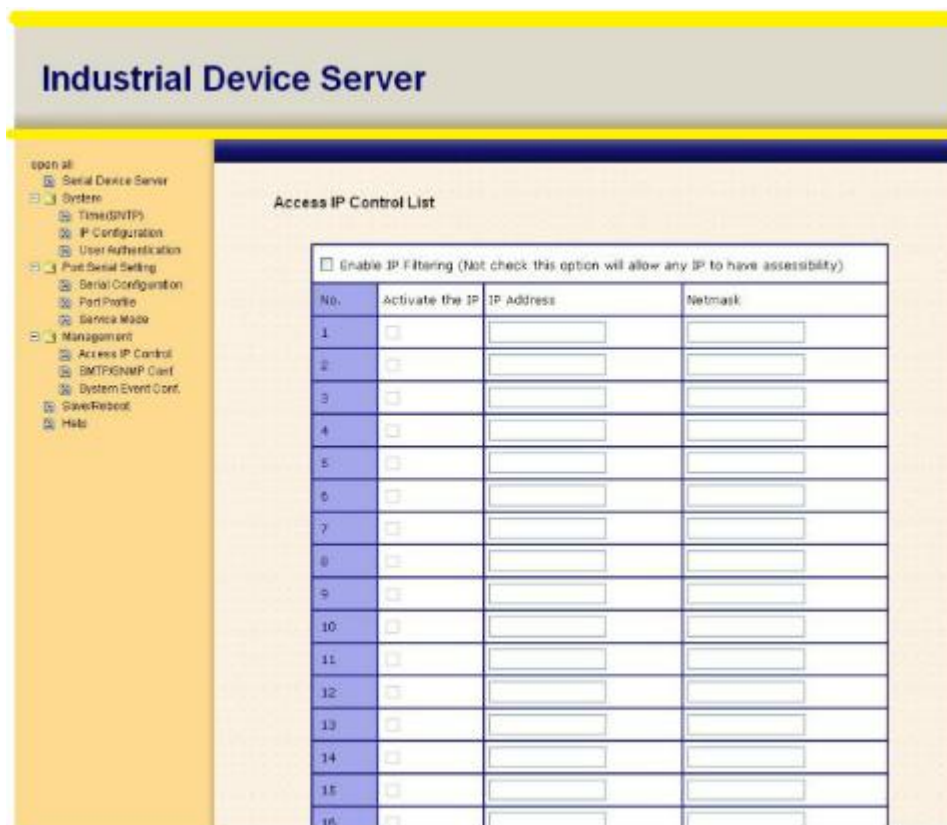 Industrial Device Server
open all
Serial Device Server
System
Time(SNTP)
IP Configuration
User Authentication
Port Serial Setting
Serial Configuration
Port Profile
Service Mode
Management
Access IP Control
SMTP/SNMP Conf.
System Event Conf.
Save/Reboot
Help
Access IP Control List
Enable IP Filtering (Not check this option will allow any IP to have assessibility)
No. Activate the IP IP Address Netmask
1
2
3
4
5
6
7
8
9
10
11
12
13
14
15
16